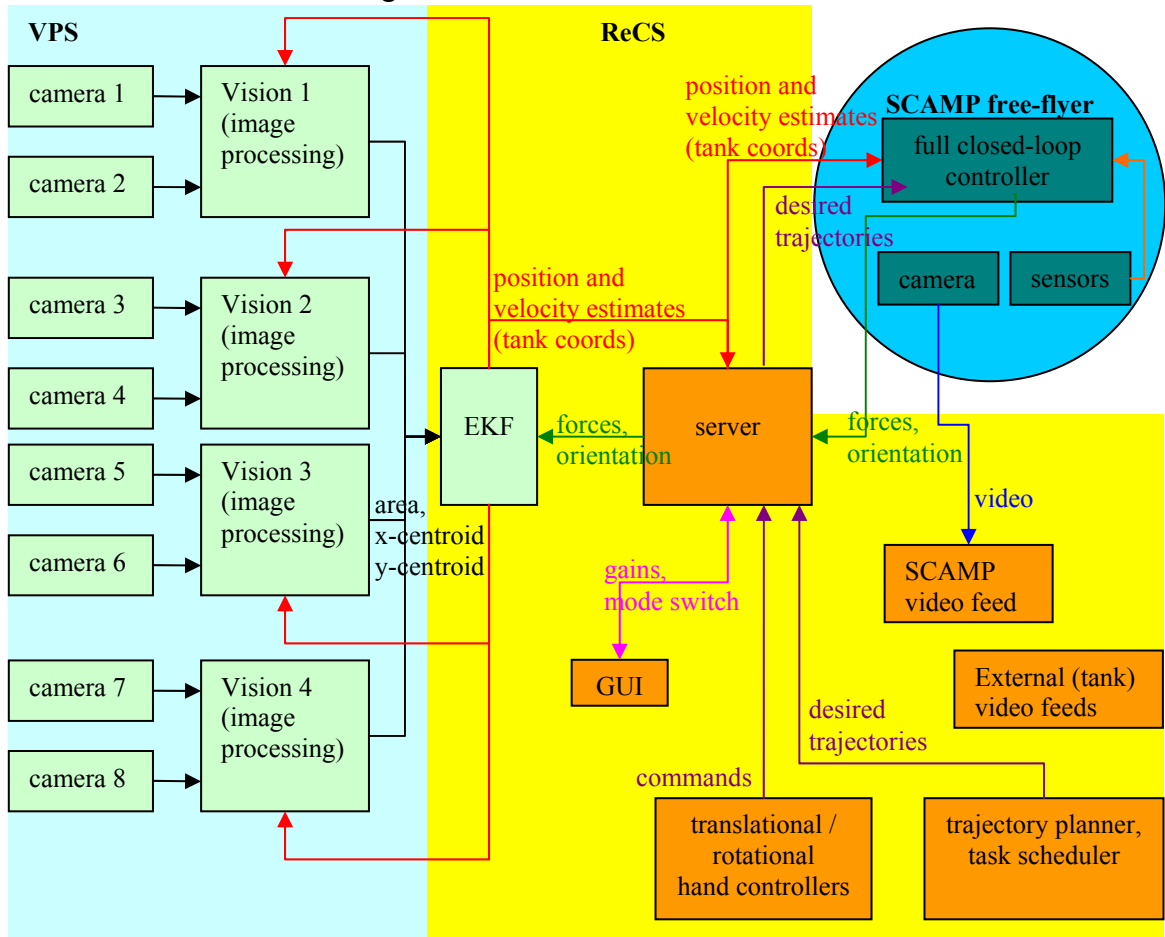 VPS
ReCS
camera 1
camera 2
Vision 1
(image
processing)
camera 3
camera 4
Vision 2
(image
processing)
camera 5
camera 6
Vision 3
(image
processing)
camera 7
camera 8
Vision 4
(image
processing)
area,
x-centroid
y-centroid
position and
velocity estimates
(tank coords)
EKF
forces,
orientation
server
position and
velocity estimates
(tank coords)
desired
trajectories
SCAMP free-flyer
full closed-loop
controller
camera
sensors
forces,
orientation
video
SCAMP
video feed
gains,
mode switch
GUI
External (tank)
video feeds
desired
trajectories
commands
translational /
rotational
hand controllers
trajectory planner,
task scheduler